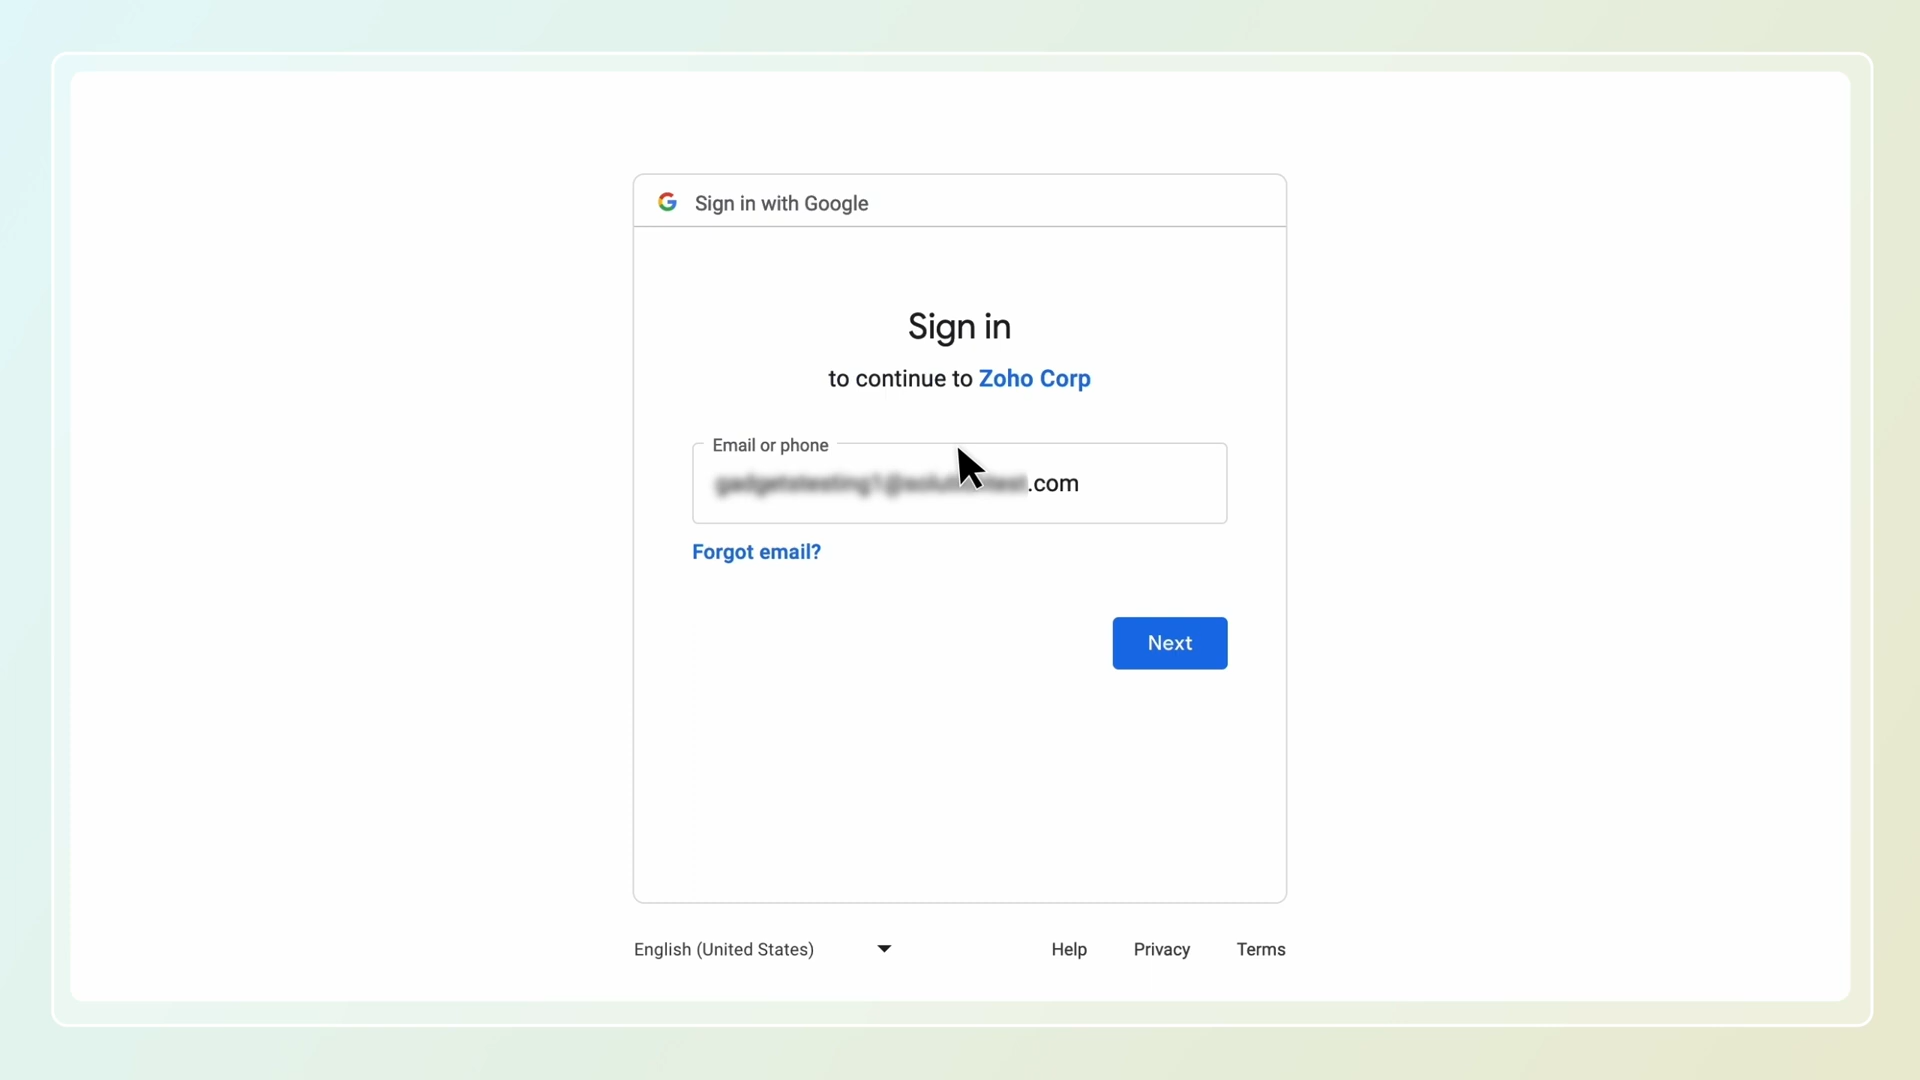 Sign in with Google
Sign in
to continue to Zoho Corp
Email or phone
.com
Forgot email?
Next
English (United States)
Help Privacy Terms